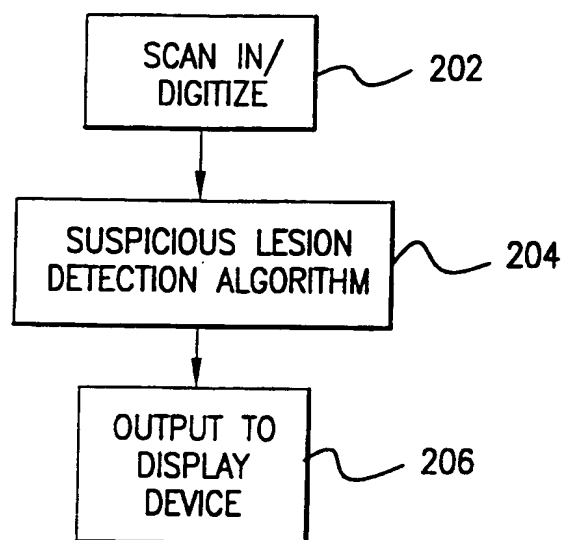 SCAN IN/
DIGITIZE
202
SUSPICIOUS LESION
DETECTION ALGORITHM
204
OUTPUT TO
DISPLAY
DEVICE
206